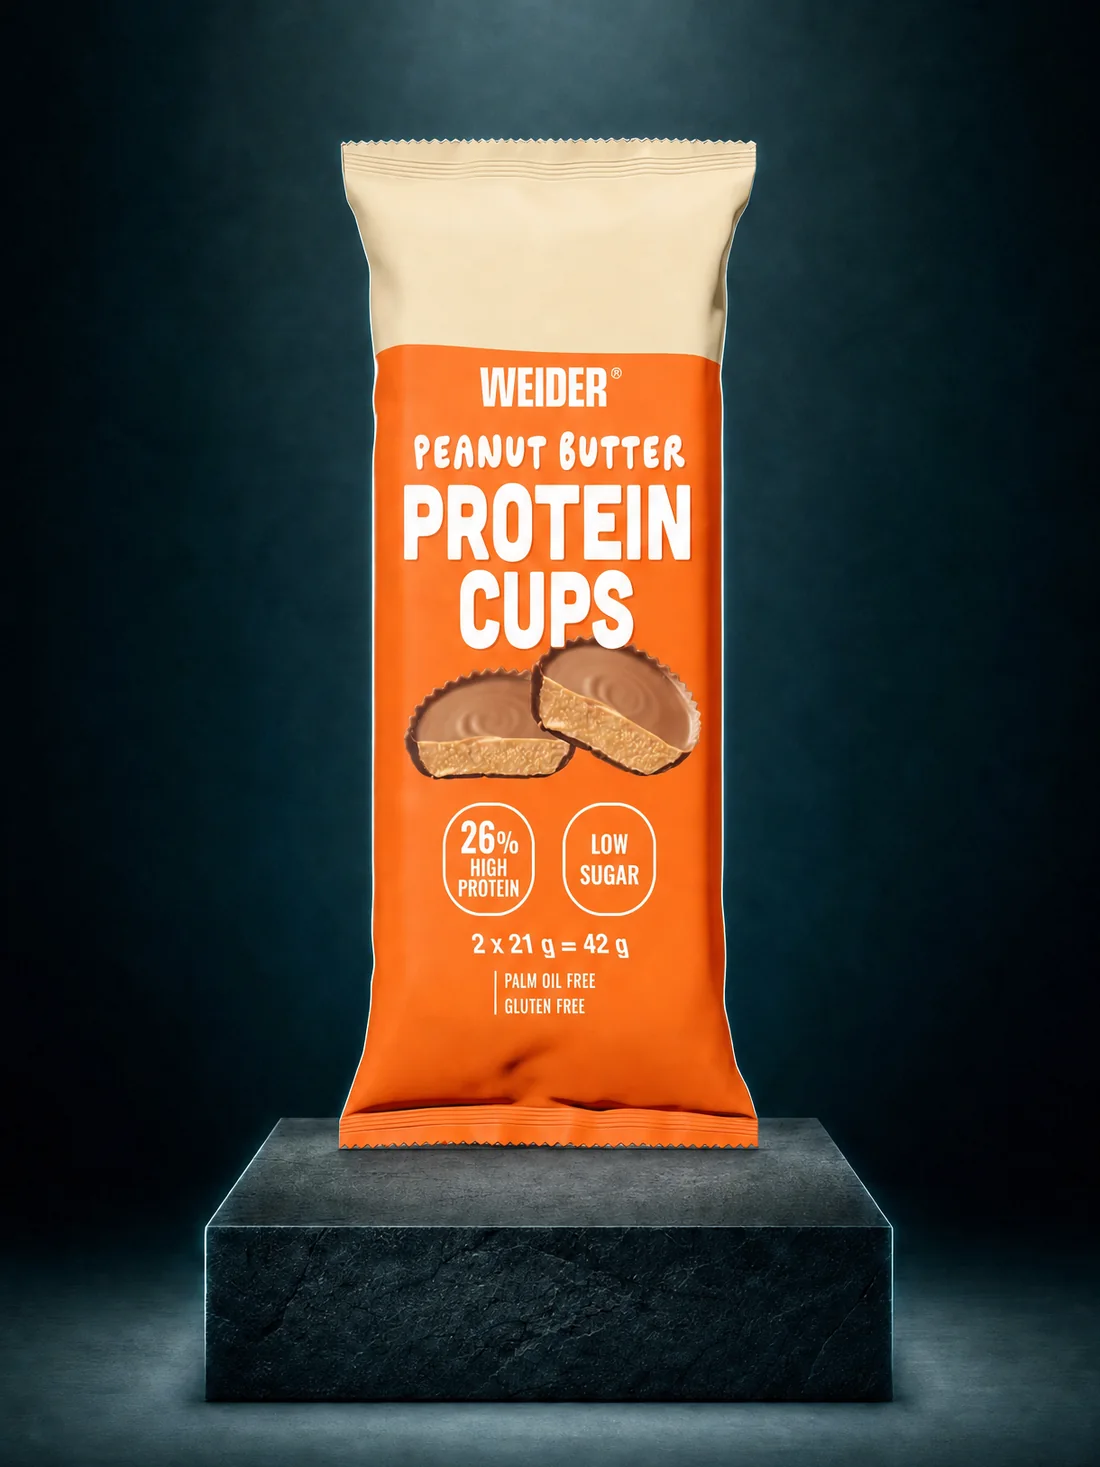 WEIDER®
PEANUT BUTTER
PROTEIN
CUPS
26%
HIGH
PROTEIN
LOW
SUGAR
2 x 21 g = 42 g
PALM OIL FREE
GLUTEN FREE